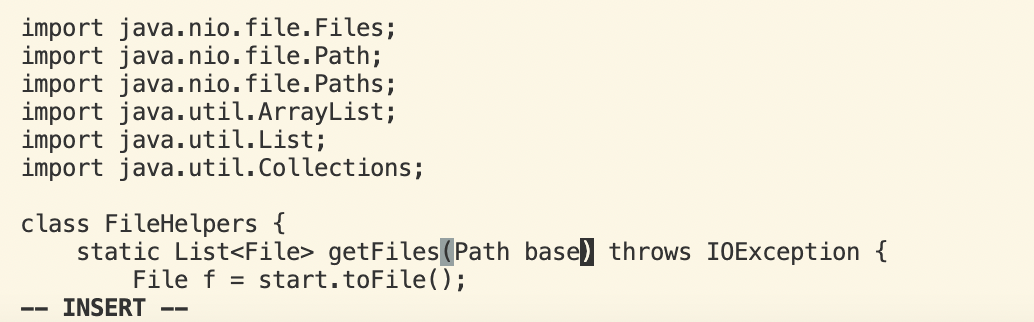 import java.nio.file.Files;
import java.nio.file.Path;
import java.nio.file.Paths;
import java.util.ArrayList;
import java.util.List;
import java.util.Collections;

class FileHelpers {
    static List<File> getFiles(Path base) throws IOException {
        File f = start.toFile();
-- INSERT --